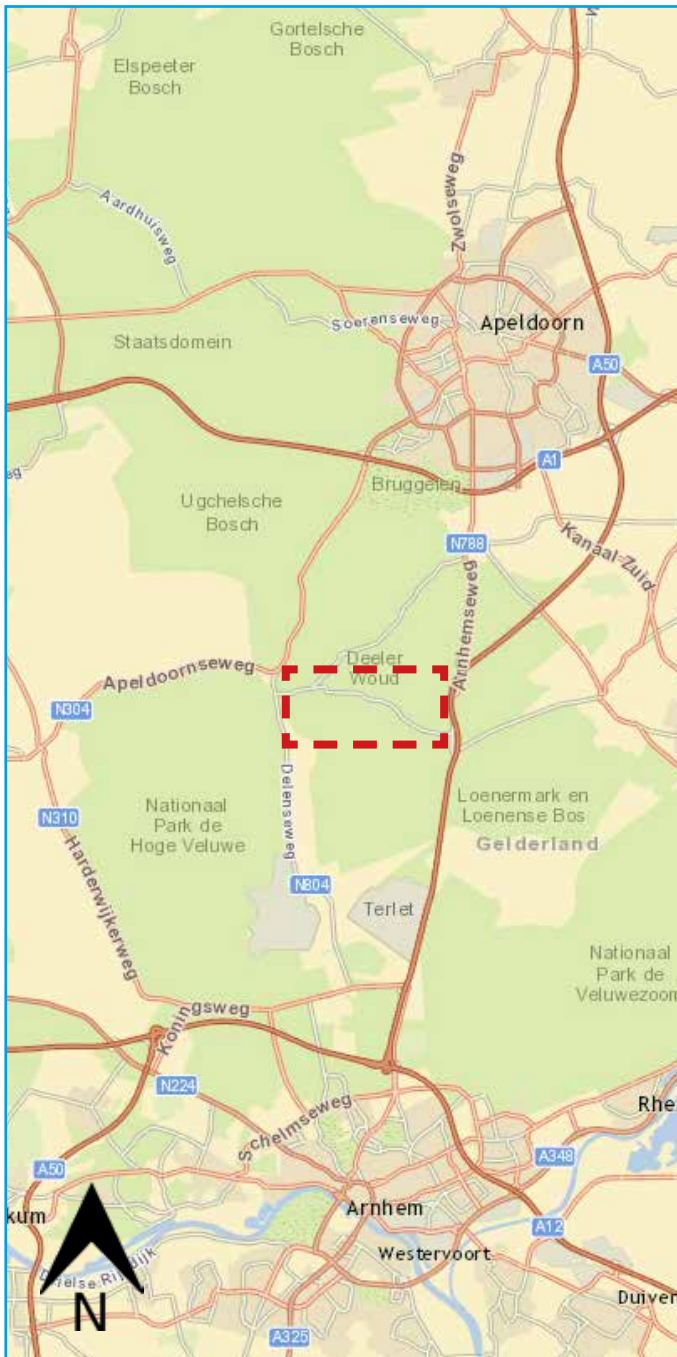 Gortelsche
Bosch
Elspeeter
Bosch
Zwolseweg
Aardhuisweg
Soerenseweg
Apeldoorn
Staatsdomein
A50
A1
Bruggelen
Ugchelsche
Bosch
N788
Kanaal Zuid
Arnhemseweg
Deeler
Woud
Apeldoornseweg
N304
Delenseweg
Nationaal
Park de
Hoge Veluwe
Loenermark en
Loenense Bos
N310
Gelderland
Harderwijkerweg
N804
Terlet
Nationaal
Park de
Veluwezoom
Koningsweg
N224
Schelmseweg
Rhe
A348
A50
Arnhem
kum
A12
Westervoort
Duiven
N
A325